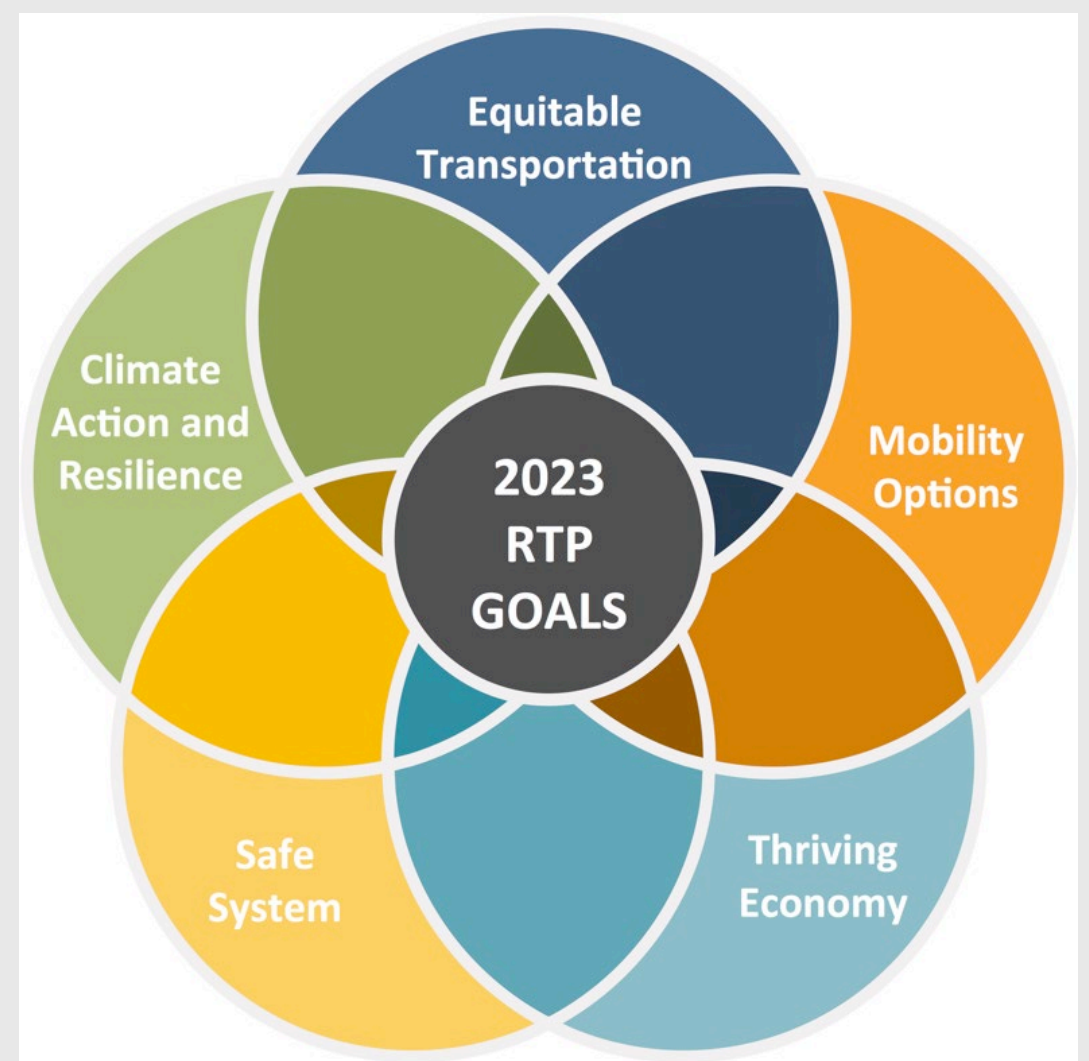 Equitable
Transportation
Climate
Action and
Resilience
Mobility
Options
2023
RTP
GOALS
Safe
System
Thriving
Economy